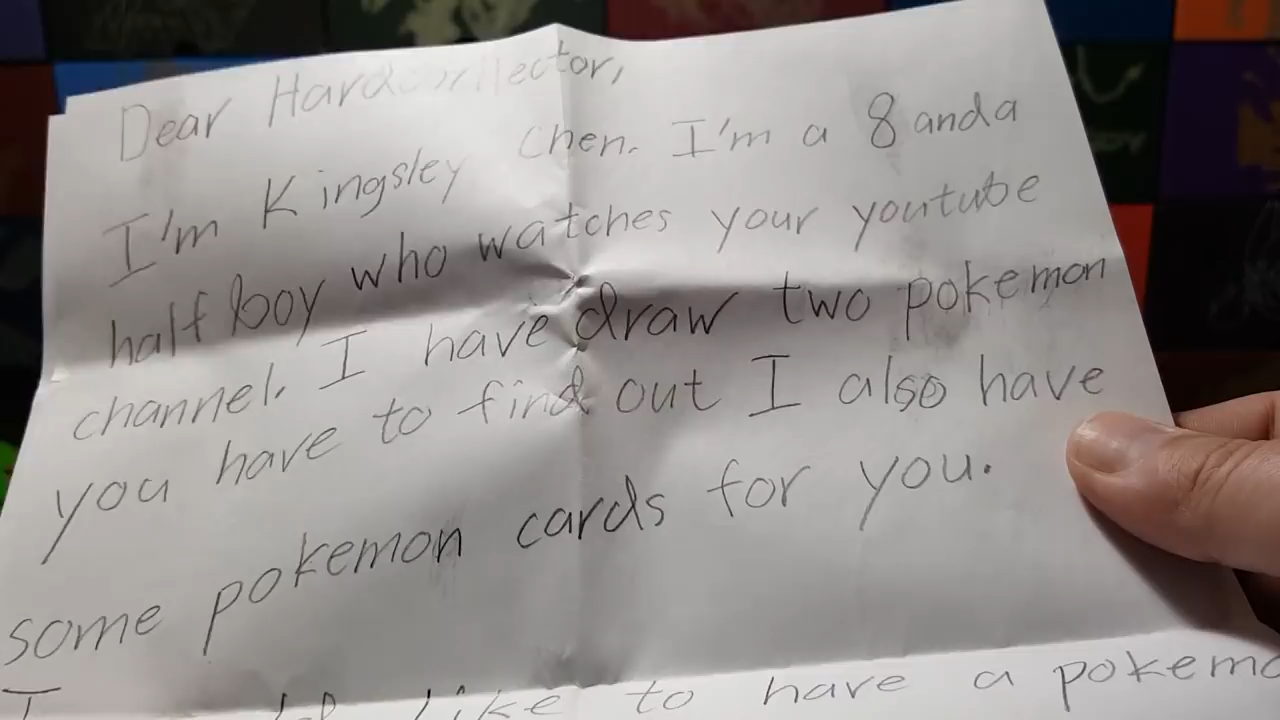 Dear Hardcollector,
I'm Kingsley Chen. I'm a 8 and a
half boy who watches your youtube
channel. I have draw two pokemon
you have to find out I also have
some pokemon cards for you.
I like to have a